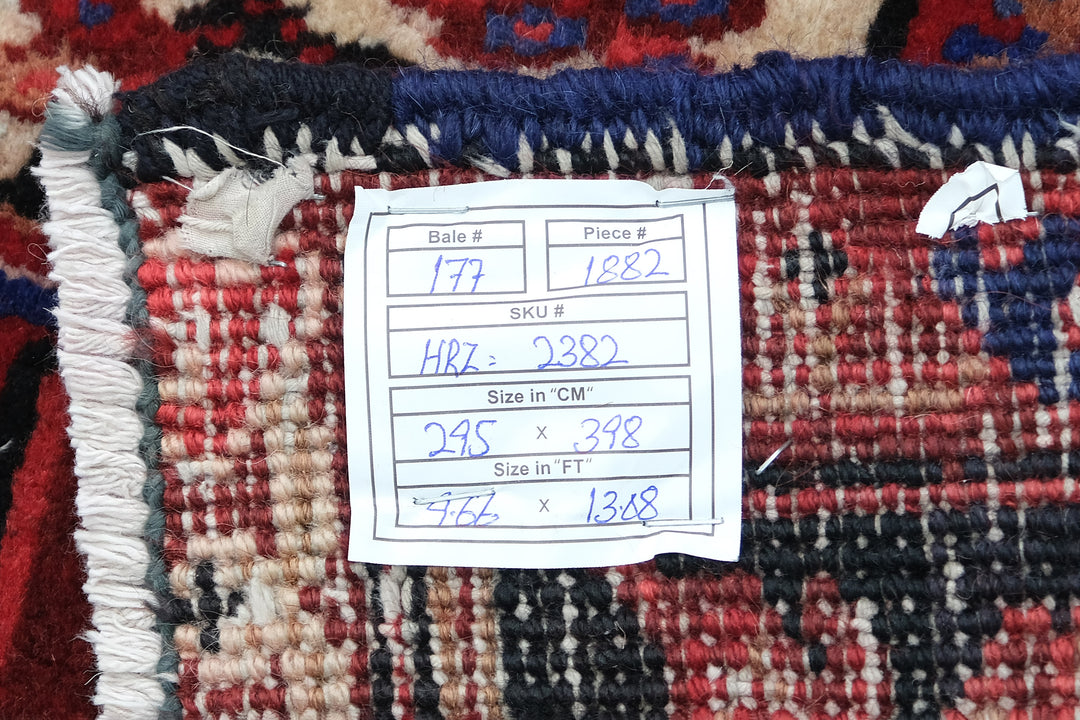 Bale # Piece #
177 1882
SKU #
HRZ= 2382
Size in "CM"
295 x 398
Size in "FT"
9.66 x 13.08